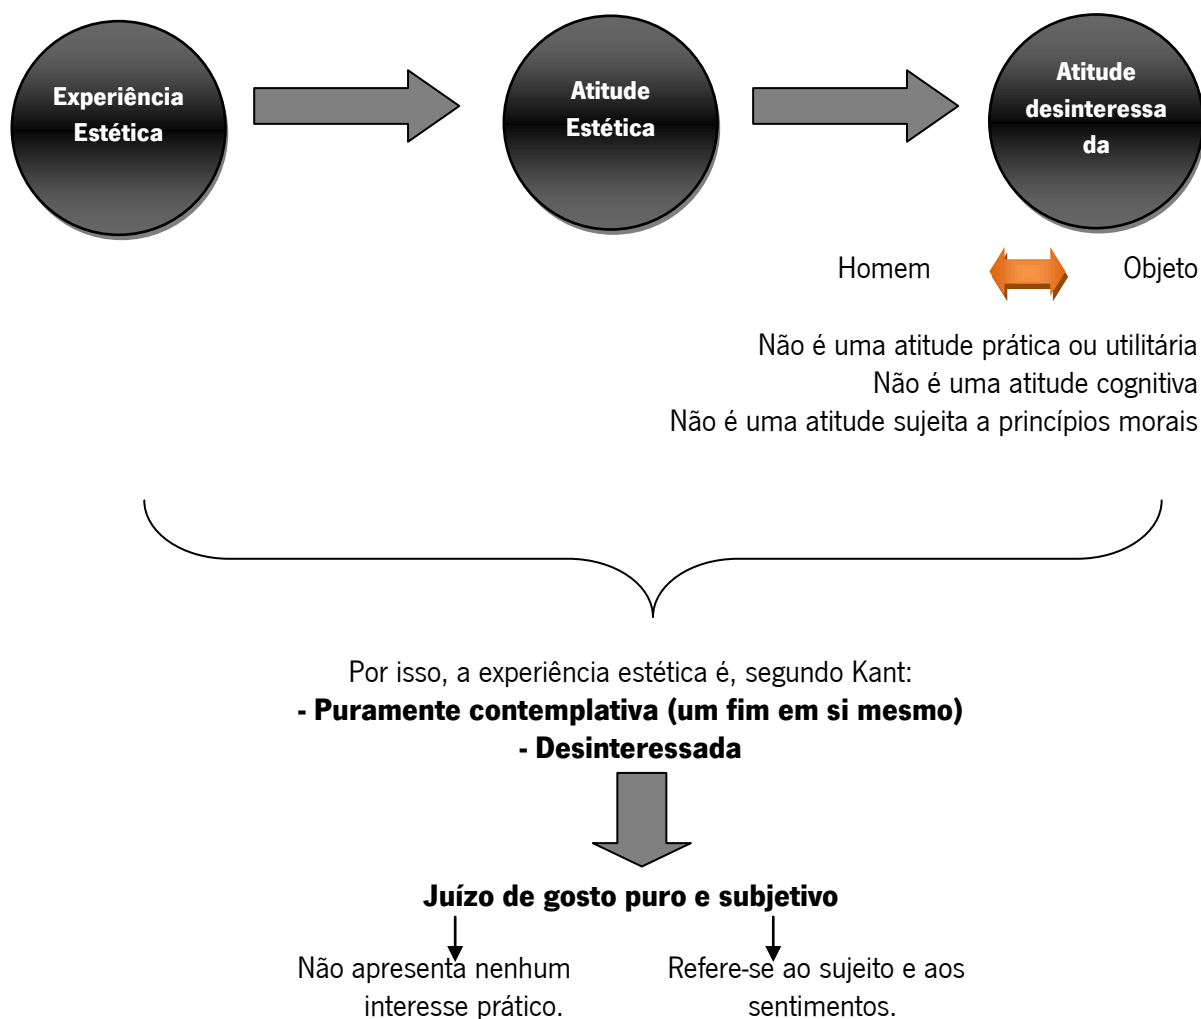 Experiência
Estética
Atitude
Estética
Atitude
desinteressa
da
Homem
Objeto
Não é uma atitude prática ou utilitária
Não é uma atitude cognitiva
Não é uma atitude sujeita a princípios morais
Por isso, a experiência estética é, segundo Kant:
- Puramente contemplativa (um fim em si mesmo)
- Desinteressada
Juízo de gosto puro e subjetivo
Não apresenta nenhum
interesse prático.
Refere-se ao sujeito e aos
sentimentos.